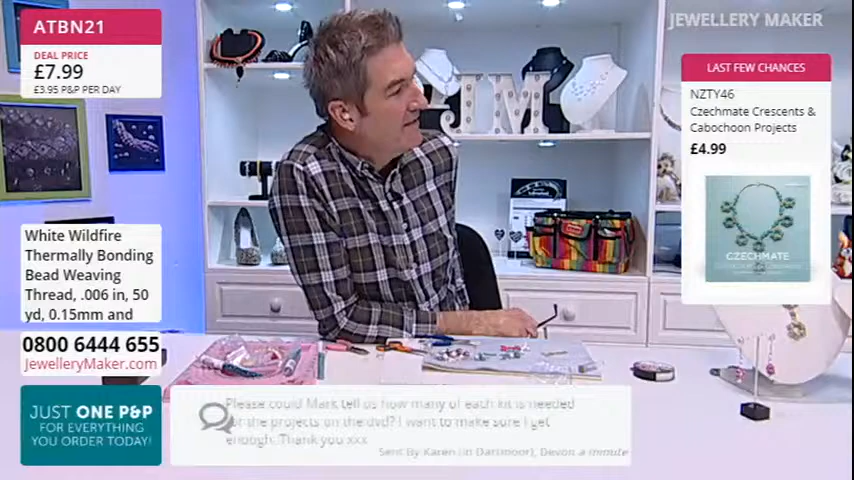 ATBN21
DEAL PRICE
£7.99
£3.95 P&P PER DAY
JEWELLERY MAKER
LAST FEW CHANCES
NZTY46
Czechmate Crescents &
Cabochoon Projects
£4.99
CZECHMATE
JM
White Wildfire
Thermally Bonding
Bead Weaving
Thread, .006 in, 50
yd, 0.15mm and
0800 6444 655
JewelleryMaker.com
JUST ONE P&P
FOR EVERYTHING
YOU ORDER TODAY!
Please could Mark tell us how many of each kit is needed
for the projects on the dvd? I want to make sure I get
enough. Thank you xxx
Sent By Karen (in Dartmoor), Devon a minute